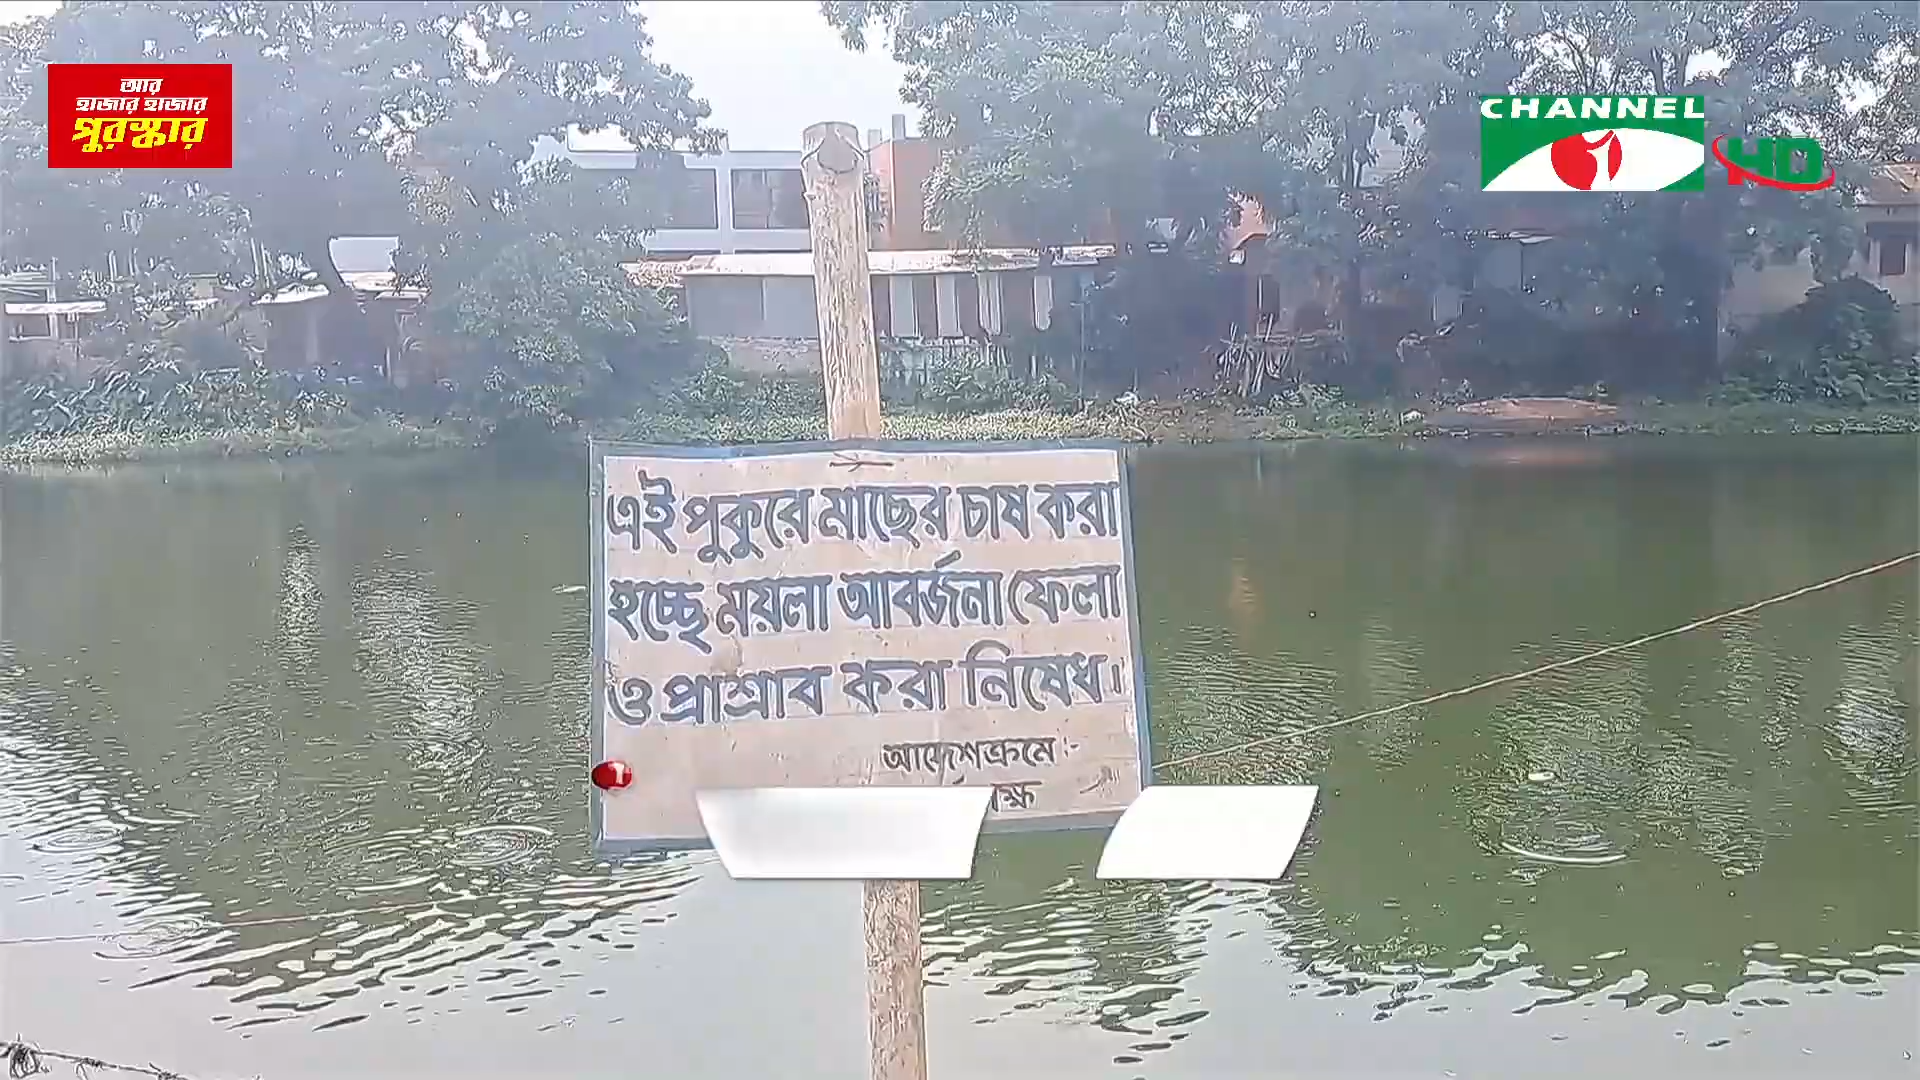 আর
হাজার হাজার
পুরস্কার
CHANNEL
HD
এই পুকুরে মাছের চাষ করা
হচ্ছে ময়লা আবর্জনা ফেলা
ও প্রাশ্রাব করা নিষেধ।
আদেশক্রমে:-